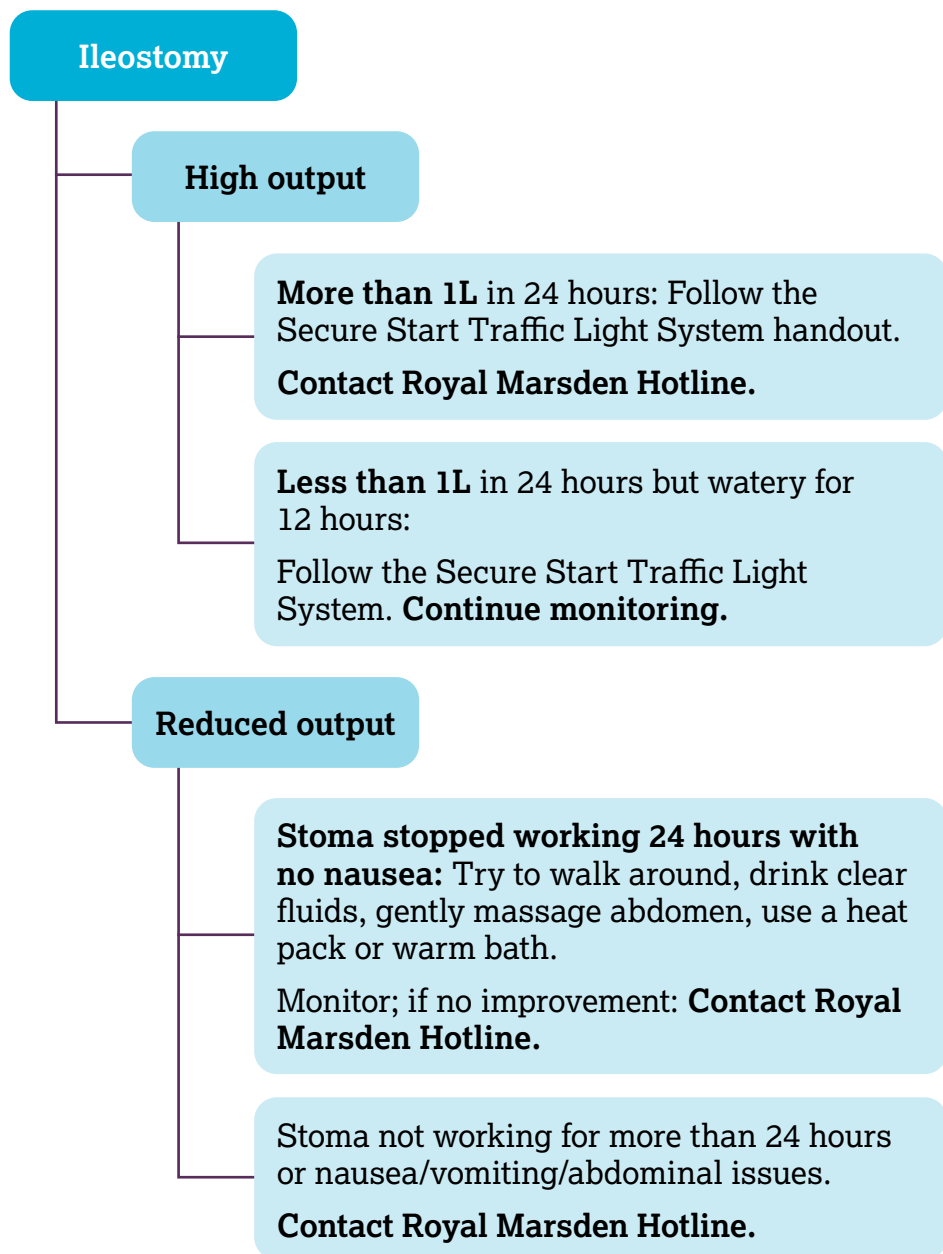 Ileostomy
High output
More than 1L in 24 hours: Follow the
Secure Start Traffic Light System handout.
Contact Royal Marsden Hotline.
Less than 1L in 24 hours but watery for
12 hours:
Follow the Secure Start Traffic Light
System. Continue monitoring.
Reduced output
Stoma stopped working 24 hours with
no nausea: Try to walk around, drink clear
fluids, gently massage abdomen, use a heat
pack or warm bath.
Monitor; if no improvement: Contact Royal
Marsden Hotline.
Stoma not working for more than 24 hours
or nausea/vomiting/abdominal issues.
Contact Royal Marsden Hotline.